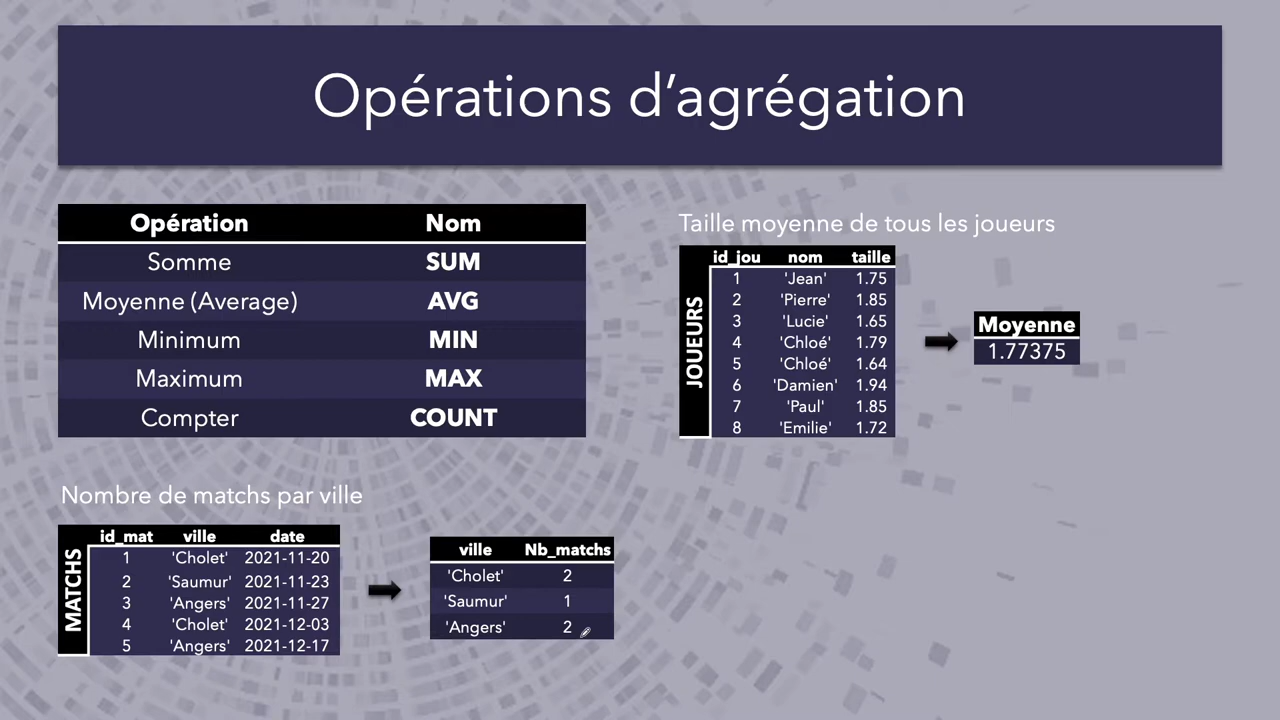 Opérations d’agrégation
Opération Nom
Somme SUM
Moyenne (Average) AVG
Minimum MIN
Maximum MAX
Compter COUNT
Taille moyenne de tous les joueurs
JOUEURS
id_jou nom taille
1 'Jean' 1.75
2 'Pierre' 1.85
3 'Lucie' 1.65
4 'Chloé' 1.79
5 'Chloé' 1.64
6 'Damien' 1.94
7 'Paul' 1.85
8 'Emilie' 1.72
Moyenne
1.77375
Nombre de matchs par ville
MATCHS
id_mat ville date
1 'Cholet' 2021-11-20
2 'Saumur' 2021-11-23
3 'Angers' 2021-11-27
4 'Cholet' 2021-12-03
5 'Angers' 2021-12-17
ville Nb_matchs
'Cholet' 2
'Saumur' 1
'Angers' 2